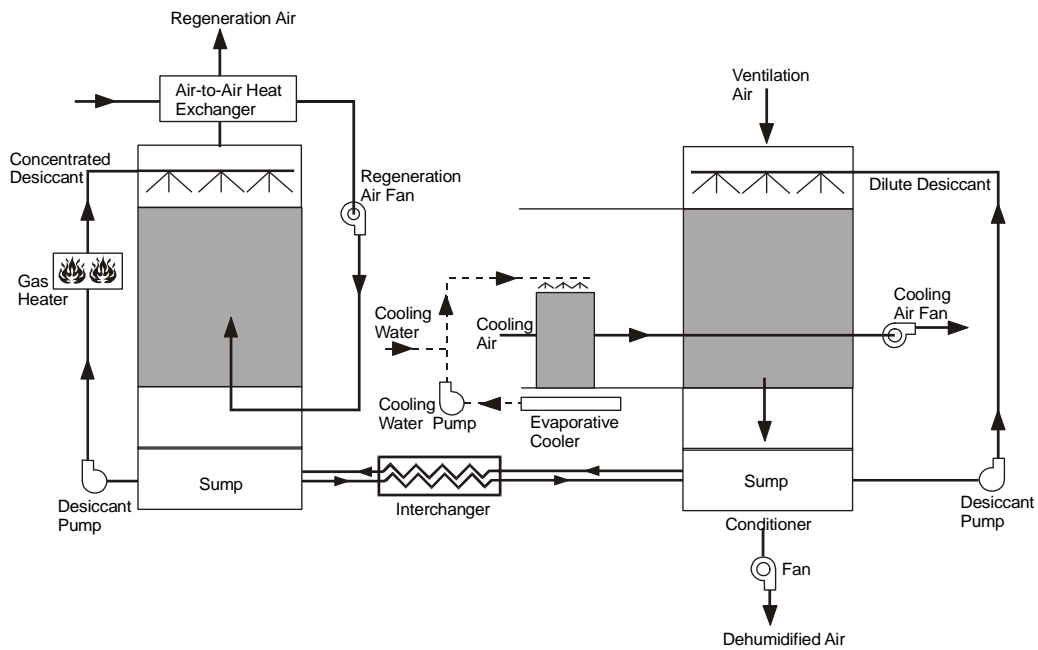 Regeneration Air
Air-to-Air Heat
Exchanger
Ventilation
Air
Concentrated
Desiccant
Regeneration
Air Fan
Dilute Desiccant
Gas
Heater
Cooling
Water
Cooling
Air
Cooling
Air Fan
Cooling
Water
Pump
Evaporative
Cooler
Desiccant
Pump
Sump
Interchanger
Sump
Desiccant
Pump
Conditioner
Fan
Dehumidified Air